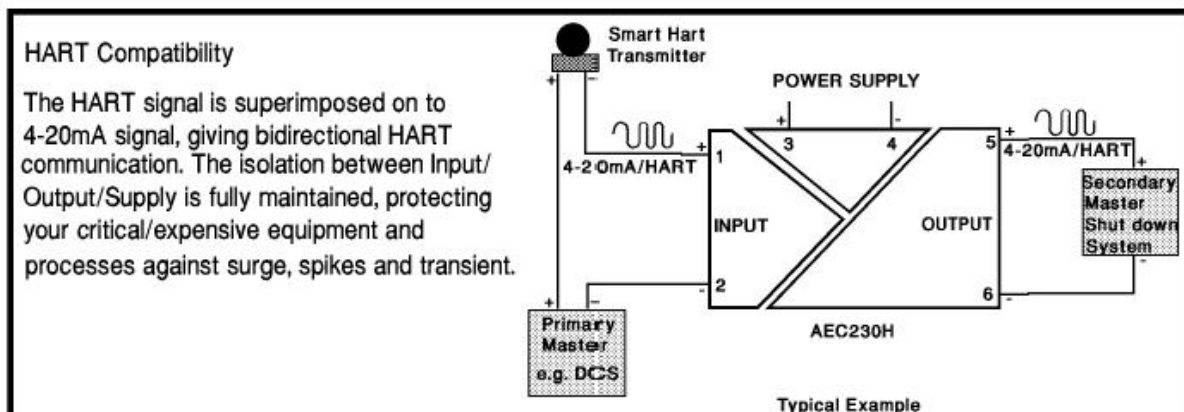 HART Compatibility
The HART signal is superimposed on to
4-20mA signal, giving bidirectional HART
communication. The isolation between Input/
Output/Supply is fully maintained, protecting
your critical/expensive equipment and
processes against surge, spikes and transient.
Smart Hart
Transmitter
+ -
POWER SUPPLY
+ -
3 4
4-20mA/HART
+
1
INPUT
- 2
+ -
Primary
Master
e.g. DCS
5 +
4-20mA/HART
OUTPUT
6 -
+
Secondary
Master
Shut down
System
-
AEC230H
Typical Example